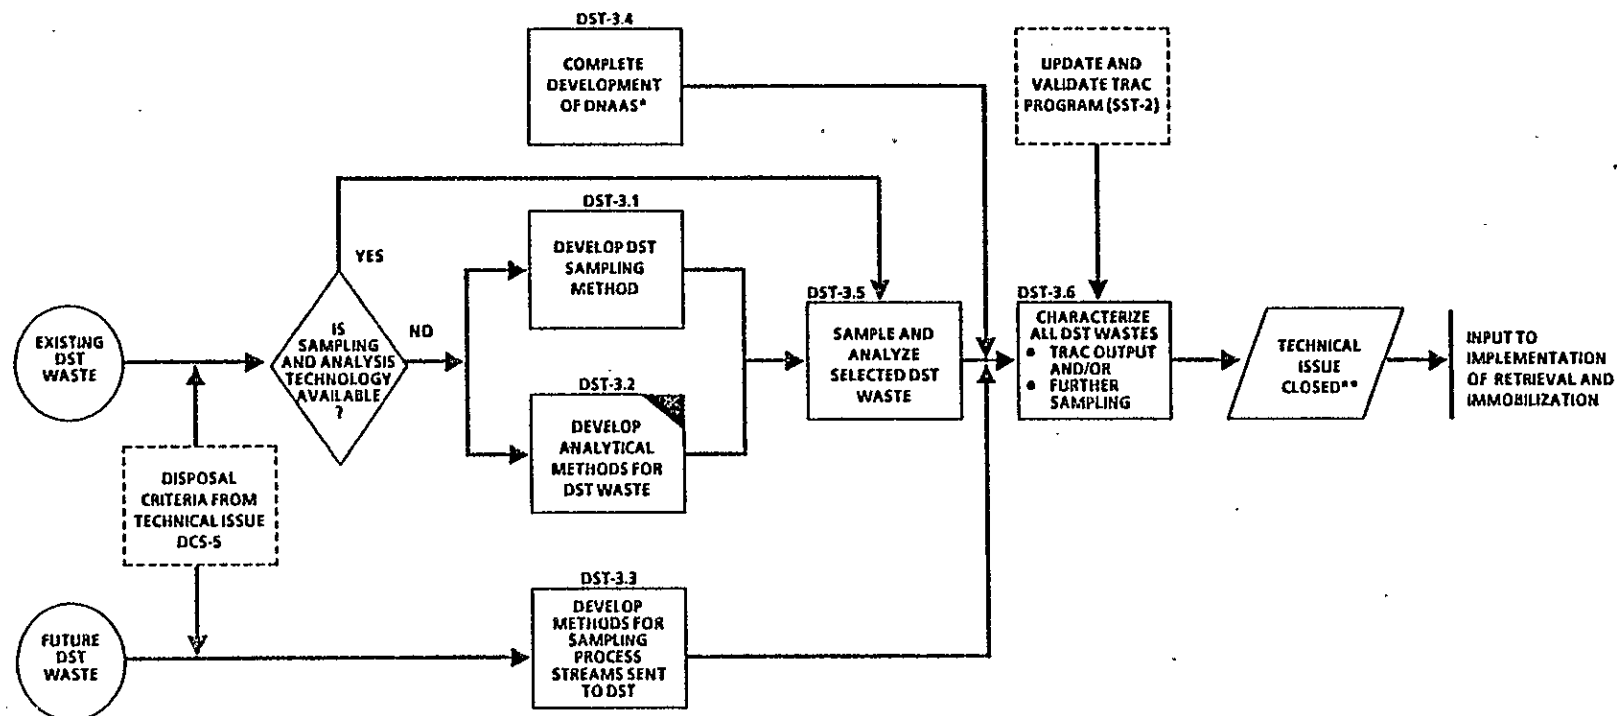 DST-3.4
COMPLETE
DEVELOPMENT
OF DNAAS*
UPDATE AND
VALIDATE TRAC
PROGRAM (SST-2)
YES
DST-3.1
DEVELOP DST
SAMPLING
METHOD
EXISTING
DST
WASTE
IS
SAMPLING
AND ANALYSIS
TECHNOLOGY
AVAILABLE
?
NO
DST-3.2
DEVELOP
ANALYTICAL
METHODS FOR
DST WASTE
DST-3.5
SAMPLE AND
ANALYZE
SELECTED DST
WASTE
DST-3.6
CHARACTERIZE
ALL DST WASTES
• TRAC OUTPUT
AND/OR
• FURTHER
SAMPLING
TECHNICAL
ISSUE
CLOSED**
INPUT TO
IMPLEMENTATION
OF RETRIEVAL AND
IMMOBILIZATION
DISPOSAL
CRITERIA FROM
TECHNICAL ISSUE
DCS-5
FUTURE
DST
WASTE
DST-3.3
DEVELOP
METHODS FOR
SAMPLING
PROCESS
STREAMS SENT
TO DST